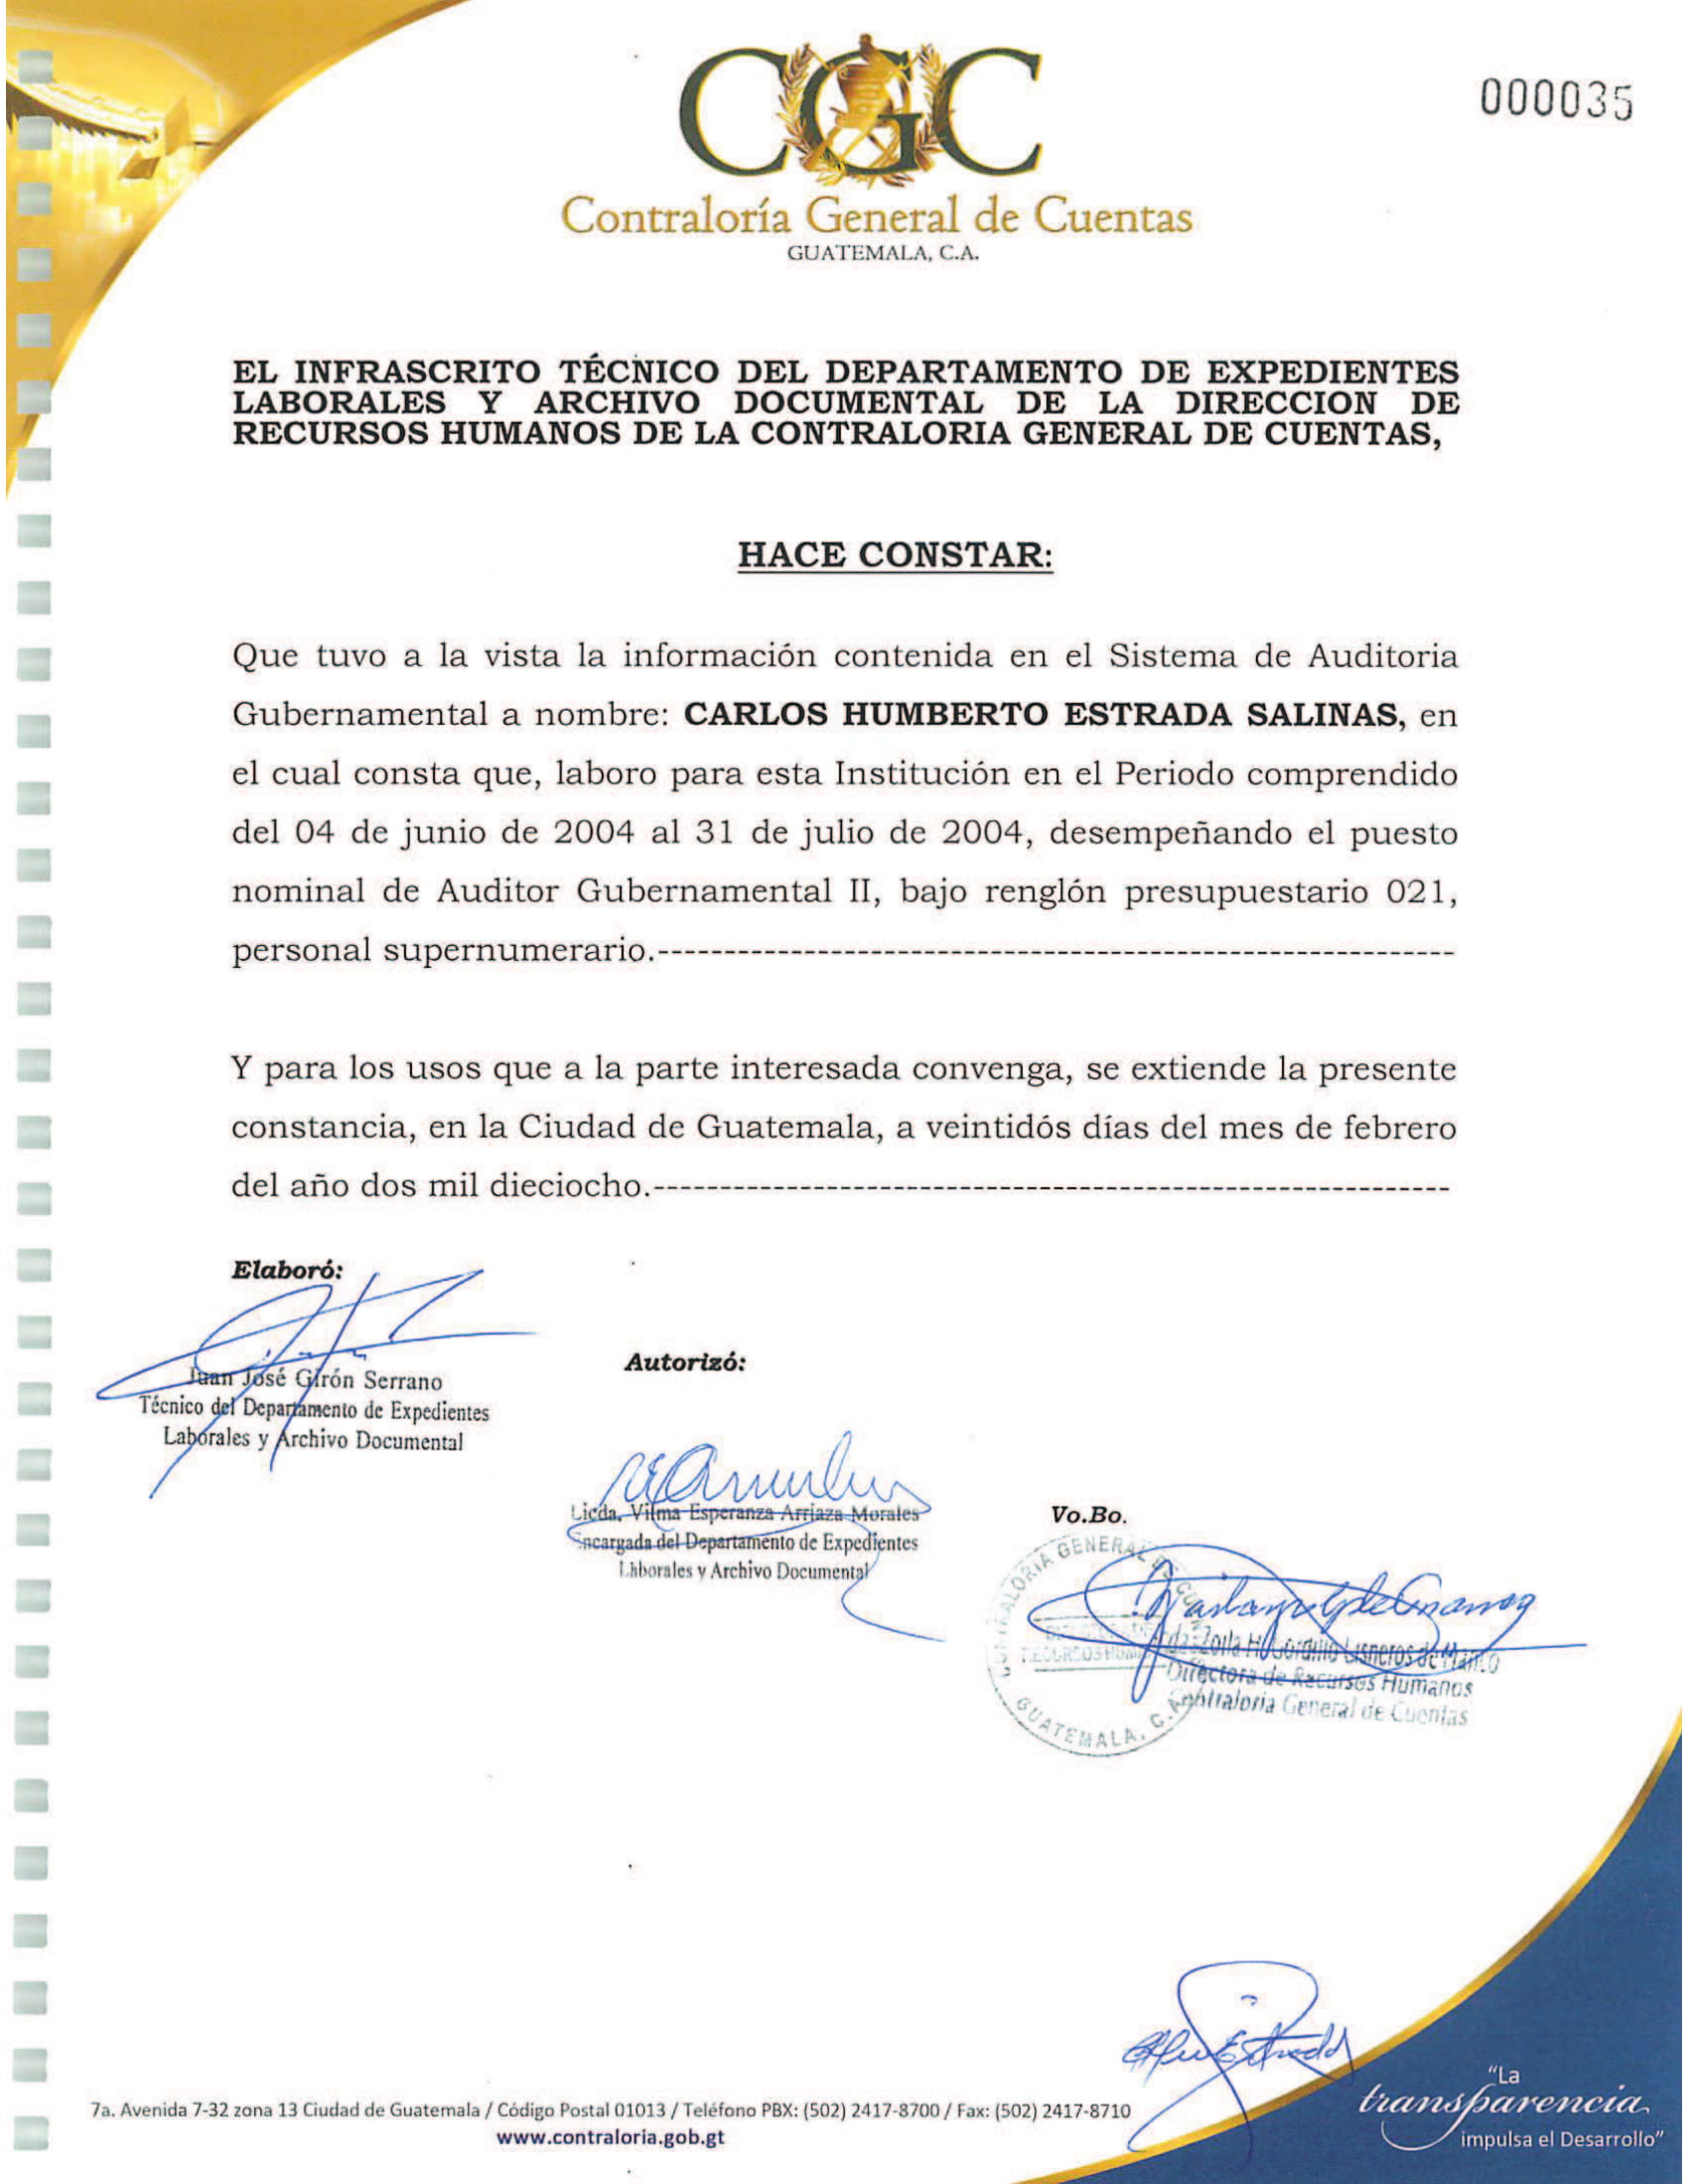 000035
CGC
Contraloría General de Cuentas
GUATEMALA, C.A.
EL INFRASCRITO TÉCNICO DEL DEPARTAMENTO DE EXPEDIENTES
LABORALES Y ARCHIVO DOCUMENTAL DE LA DIRECCION DE
RECURSOS HUMANOS DE LA CONTRALORIA GENERAL DE CUENTAS,
HACE CONSTAR:
Que tuvo a la vista la información contenida en el Sistema de Auditoria
Gubernamental a nombre: CARLOS HUMBERTO ESTRADA SALINAS, en
el cual consta que, laboro para esta Institución en el Periodo comprendido
del 04 de junio de 2004 al 31 de julio de 2004, desempeñando el puesto
nominal de Auditor Gubernamental II, bajo renglón presupuestario 021,
personal supernumerario.------------------------------------------------------------
Y para los usos que a la parte interesada convenga, se extiende la presente
constancia, en la Ciudad de Guatemala, a veintidós días del mes de febrero
del año dos mil dieciocho.------------------------------------------------------------
Elaboró:
Juan José Girón Serrano
Técnico del Departamento de Expedientes
Laborales y Archivo Documental
Autorizó:
Licda. Vilma Esperanza Arriaza Morales
Encargada del Departamento de Expedientes
Laborales y Archivo Documental
Vo.Bo.
CONTRALORIA GENERAL DE CUENTAS
RECURSOS HUMANOS
GUATEMALA, C.A.
Zoila H. Gordillo Cisneros de
Directora de Recursos Humanos
Contraloria General de Cuentas
7a. Avenida 7-32 zona 13 Ciudad de Guatemala / Código Postal 01013 / Teléfono PBX: (502) 2417-8700 / Fax: (502) 2417-8710
www.contraloria.gob.gt
"La
transparencia
impulsa el Desarrollo"